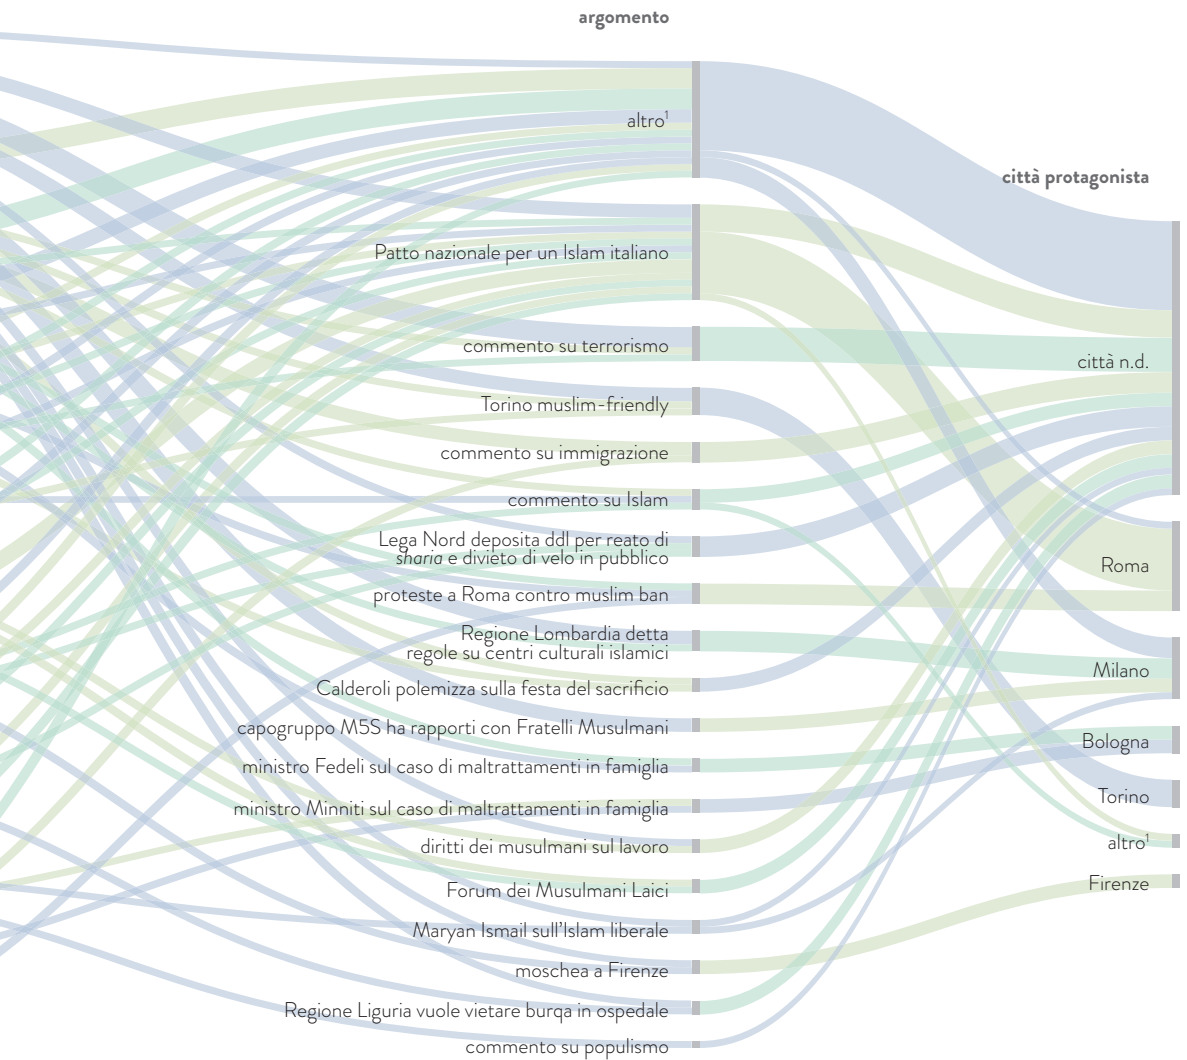 argomento
altro¹
Patto nazionale per un Islam italiano
commento su terrorismo
Torino muslim-friendly
commento su immigrazione
commento su Islam
Lega Nord deposita ddl per reato di
sharia e divieto di velo in pubblico
proteste a Roma contro muslim ban
Regione Lombardia detta
regole su centri culturali islamici
Calderoli polemizza sulla festa del sacrificio
capogruppo M5S ha rapporti con Fratelli Musulmani
ministro Fedeli sul caso di maltrattamenti in famiglia
ministro Minniti sul caso di maltrattamenti in famiglia
diritti dei musulmani sul lavoro
Forum dei Musulmani Laici
Maryan Ismail sull'Islam liberale
moschea a Firenze
Regione Liguria vuole vietare burqa in ospedale
commento su populismo
città protagonista
città n.d.
Roma
Milano
Bologna
Torino
altro¹
Firenze